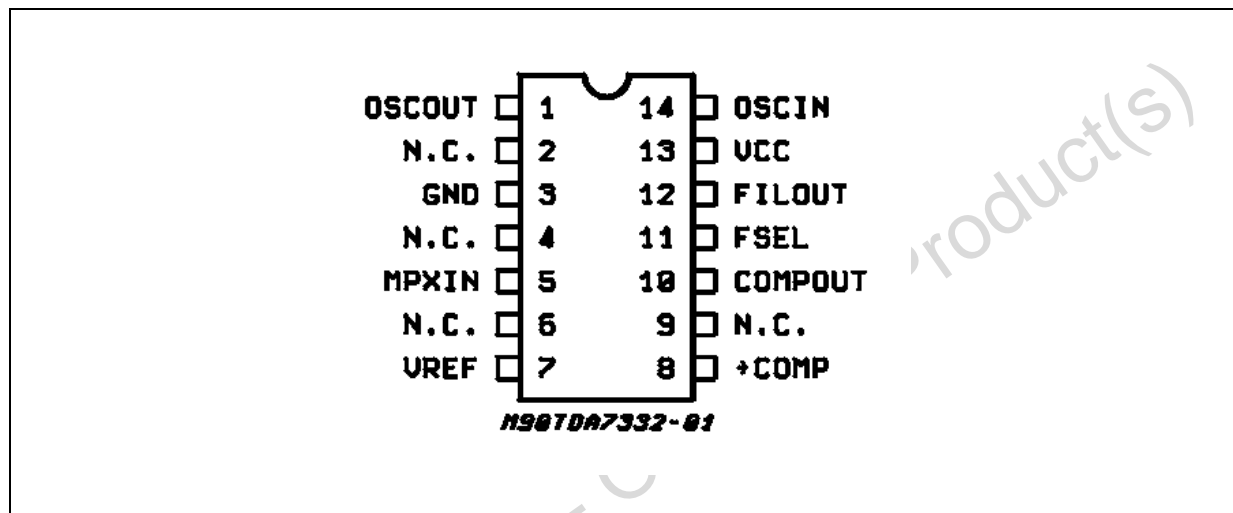 OSCOUT 1 14 OSCIN
N.C. 2 13 VCC
GND 3 12 FILOUT
N.C. 4 11 FSEL
MPXIN 5 10 COMPOUT
N.C. 6 9 N.C.
VREF 7 8 +COMP
M90TDA7332-01
roduct(s)